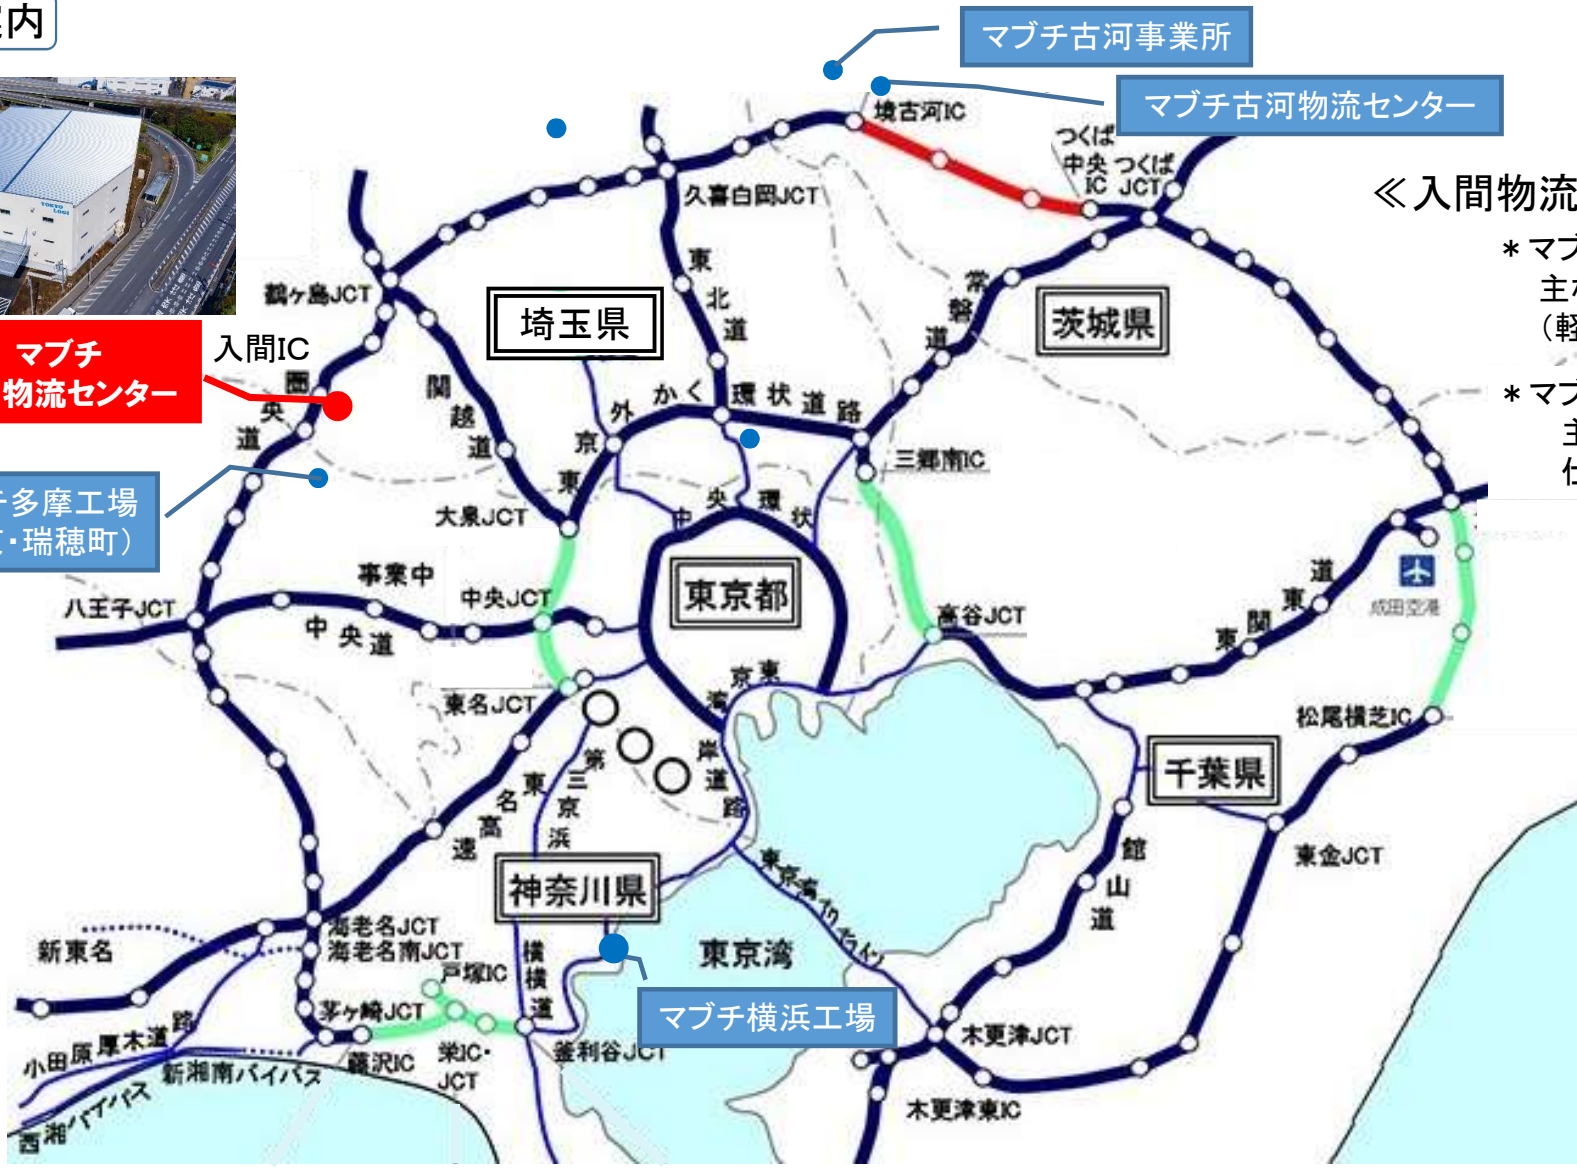 案内
マブチ古河事業所
マブチ古河物流センター
境古河IC
つくば
中央
IC
つくば
JCT
久喜白岡JCT
TOKYO
LOGI
≪入間物流
＊マブ
主
（軽
＊マブ
鶴ヶ島JCT
埼玉県
東北道
常磐道
茨城県
マブチ
物流センター
入間IC
圏央道
関越道
東京外かく環状道路
三郷南IC
多摩工場
・瑞穂町）
大泉JCT
中央環状
事業中
八王子JCT
中央道
中央JCT
東京都
高谷JCT
東関東道
成田空港
東名JCT
東京湾岸道路
松尾横芝IC
第三京浜
東名高速
千葉県
東金JCT
東京湾アクアライン
館山道
神奈川県
海老名JCT
海老名南JCT
新東名
戸塚IC
横横道
東京湾
マブチ横浜工場
茅ヶ崎JCT
小田原厚木道路
新湘南バイパス
藤沢IC
栄IC・
JCT
釜利谷JCT
木更津JCT
木更津東IC
西湘バイパス